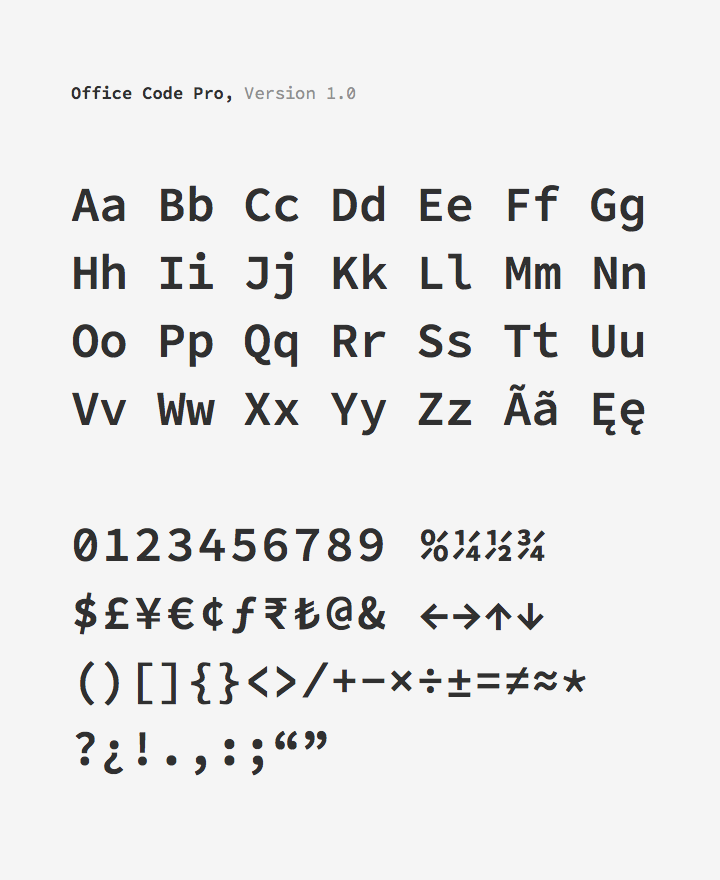 Office Code Pro, Version 1.0
Aa Bb Cc Dd Ee Ff Gg
Hh Ii Jj Kk Ll Mm Nn
Oo Pp Qq Rr Ss Tt Uu
Vv Ww Xx Yy Zz Ãã Ęę
0123456789 %¼½¾
$£¥€¢ƒ₹₺@& ←→↑↓
()[]{}<>/+−×÷±=≠≈*
?¿!.,:;“”